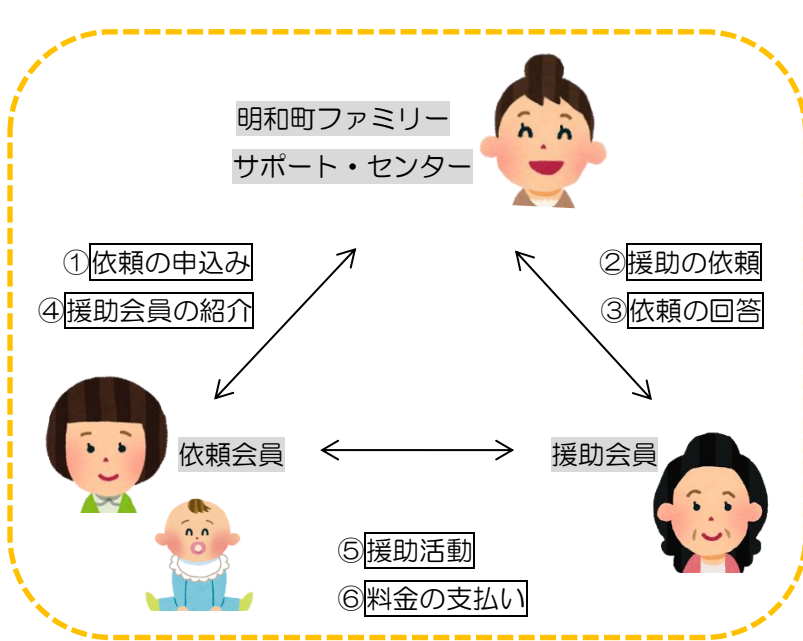 明和町ファミリー
サポート・センター
①依頼の申込み
④援助会員の紹介
②援助の依頼
③依頼の回答
依頼会員
援助会員
⑤援助活動
⑥料金の支払い